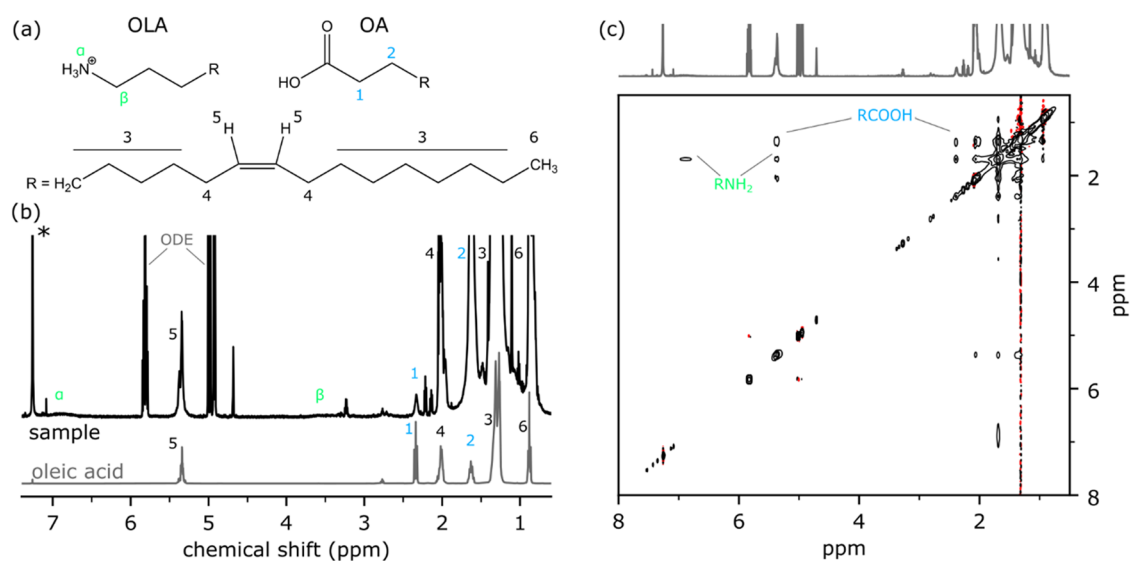 (a)
OLA
OA
α
H₃N⊕
R
β
O
HO
2
R
1
3
5
H
H
5
3
6
R = H₂C
4
4
CH₃
(b)
*
ODE
4
2
3
6
5
α
β
1
sample
1
4
2
3
6
5
oleic acid
7
6
5
4
3
2
1
chemical shift (ppm)
(c)
RCOOH
RNH₂
2
4
6
8
ppm
8
6
4
2
ppm